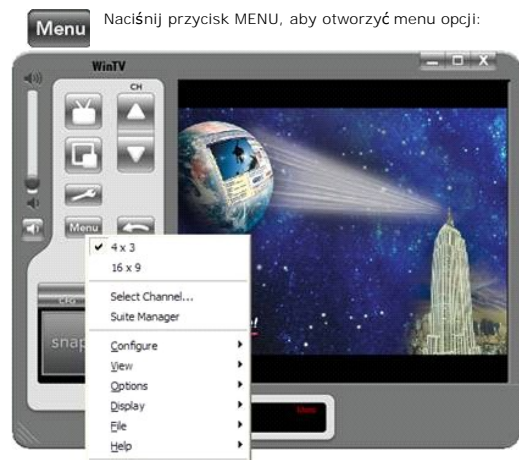 Menu
Naciśnij przycisk MENU, aby otworzyć menu opcji:
WinTV
CH
Menu
4 x 3
16 x 9
Select Channel...
Suite Manager
CFG
snap
Configure
View
Options
Display
File
Help